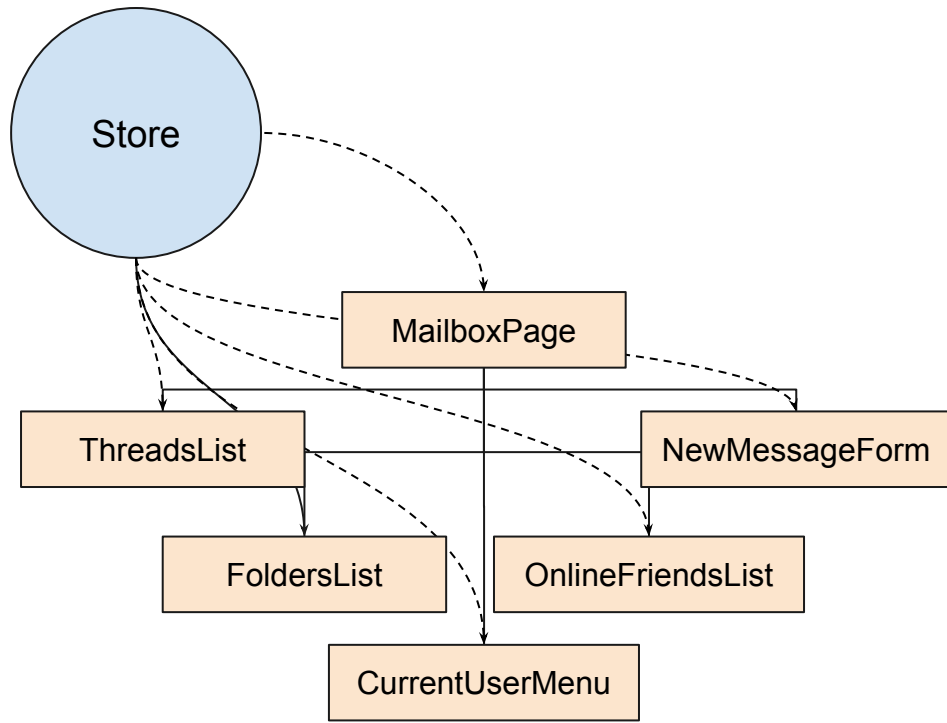 Store
MailboxPage
ThreadsList
NewMessageForm
FoldersList
OnlineFriendsList
CurrentUserMenu